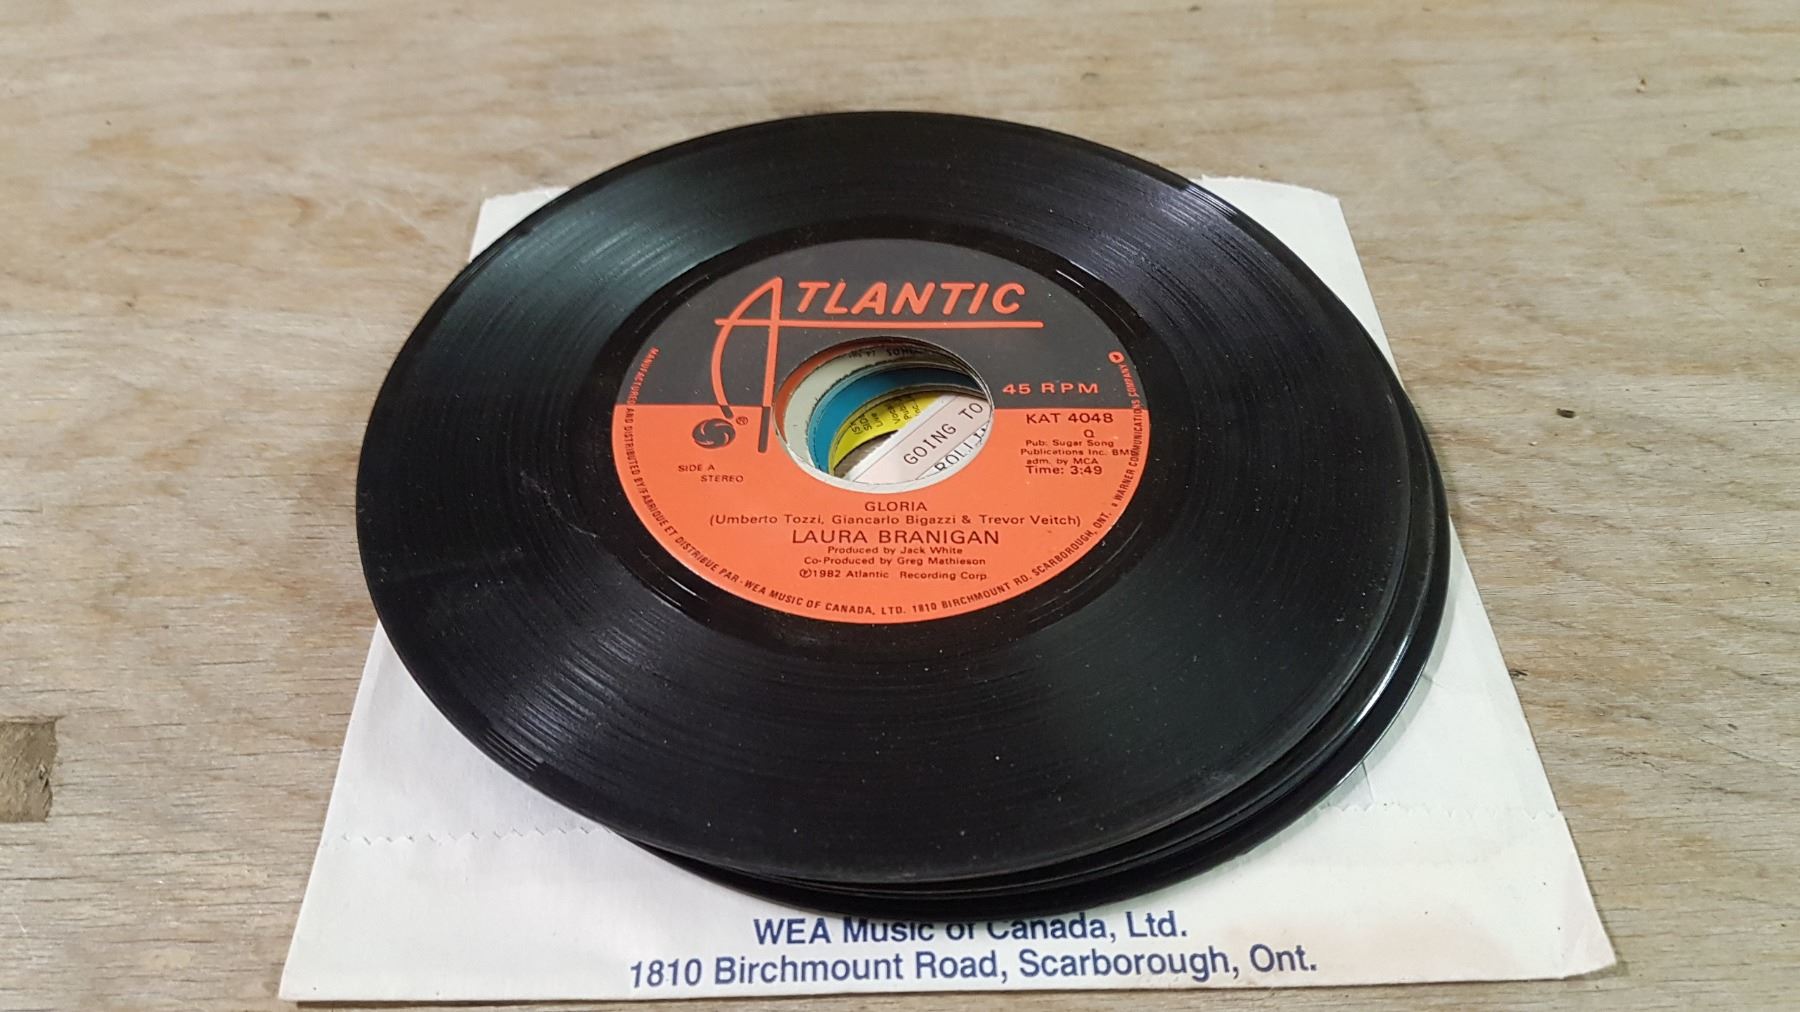 ATLANTIC
45 RPM
KAT 4048
Q
Pub: Sugar Song
Publications Inc. BMI
adm. by MCA
Time: 3:49
SIDE A
STEREO
GLORIA
(Umberto Tozzi, Giancarlo Bigazzi & Trevor Veitch)
LAURA BRANIGAN
Produced by Jack White
Co-Produced by Greg Mathieson
℗1982 Atlantic Recording Corp
MANUFACTURED AND DISTRIBUTED BY/FABRIQUE ET DISTRIBUE PAR-WEA MUSIC OF CANADA, LTD. 1810 BIRCHMOUNT RD. SCARBOROUGH, ONT. a WARNER COMMUNICATIONS COMPANY
GOING TO
WEA Music of Canada, Ltd.
1810 Birchmount Road, Scarborough, Ont.